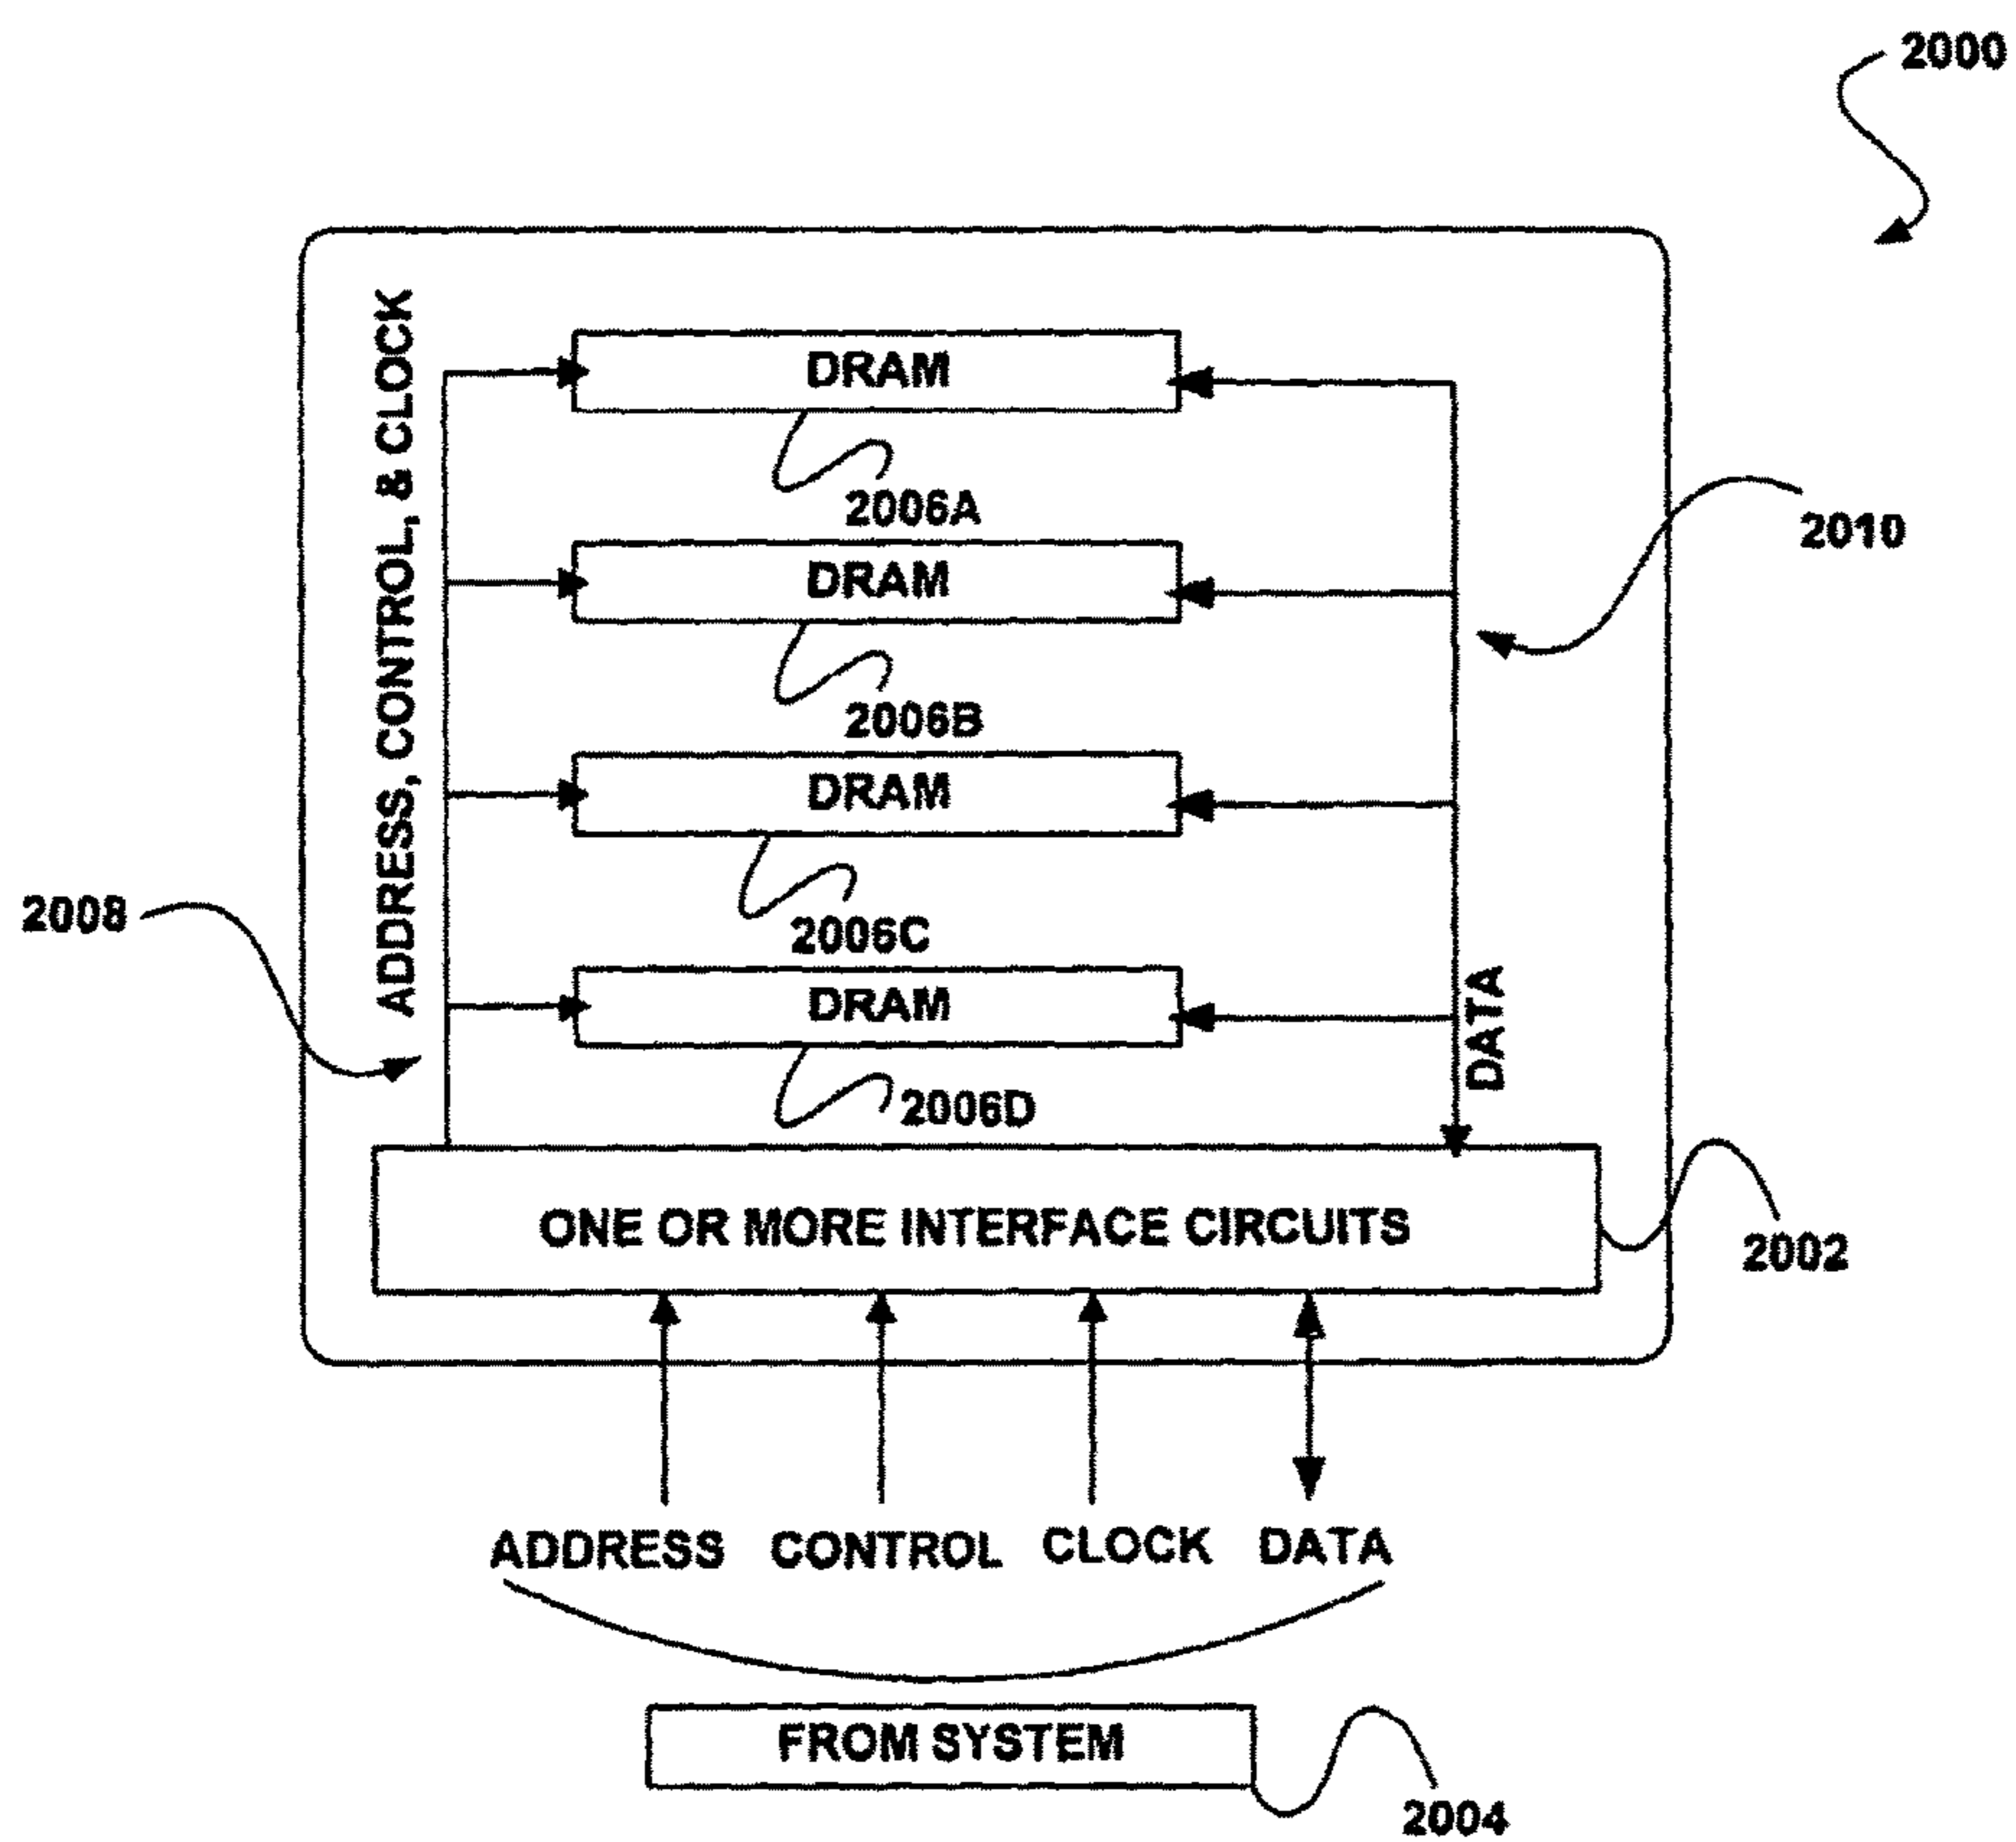 2000
ADDRESS, CONTROL, & CLOCK
DRAM
2006A
2010
DRAM
2006B
DRAM
2008
2006C
DRAM
DATA
2006D
ONE OR MORE INTERFACE CIRCUITS
2002
ADDRESS CONTROL CLOCK DATA
FROM SYSTEM
2004